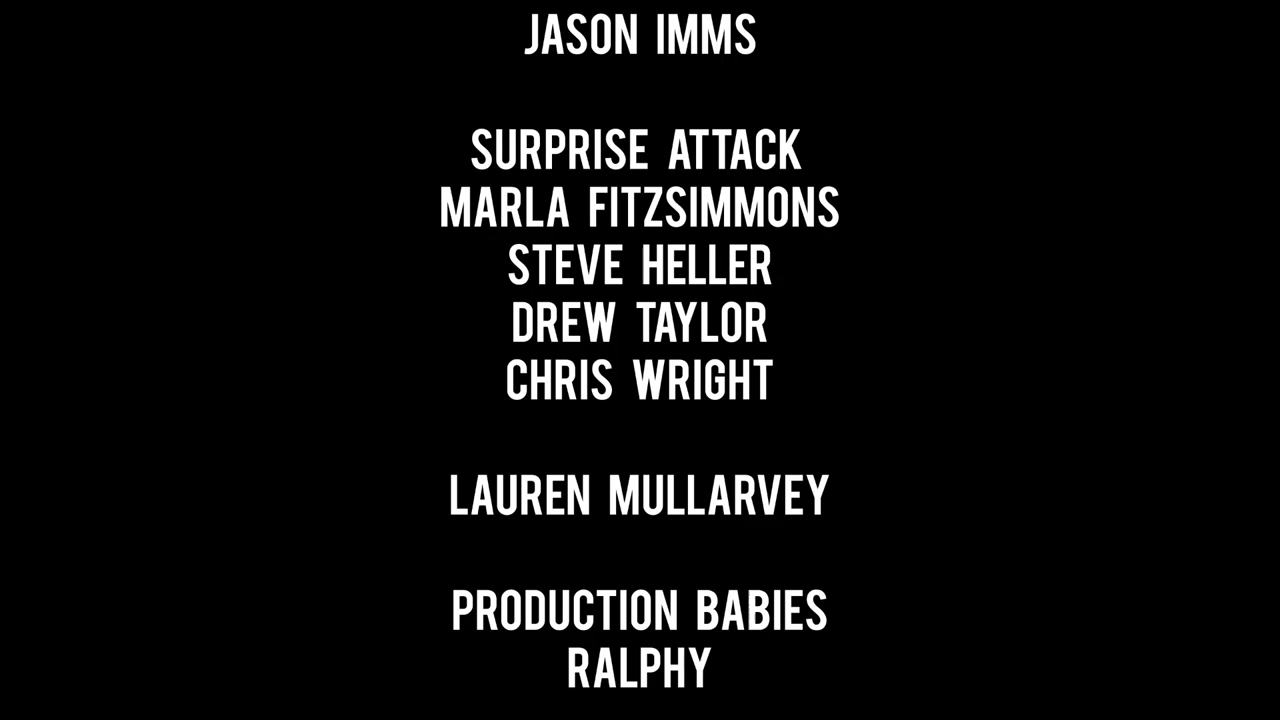 JASON IMMS
SURPRISE ATTACK
MARLA FITZSIMMONS
STEVE HELLER
DREW TAYLOR
CHRIS WRIGHT
LAUREN MULLARVEY
PRODUCTION BABIES
RALPHY